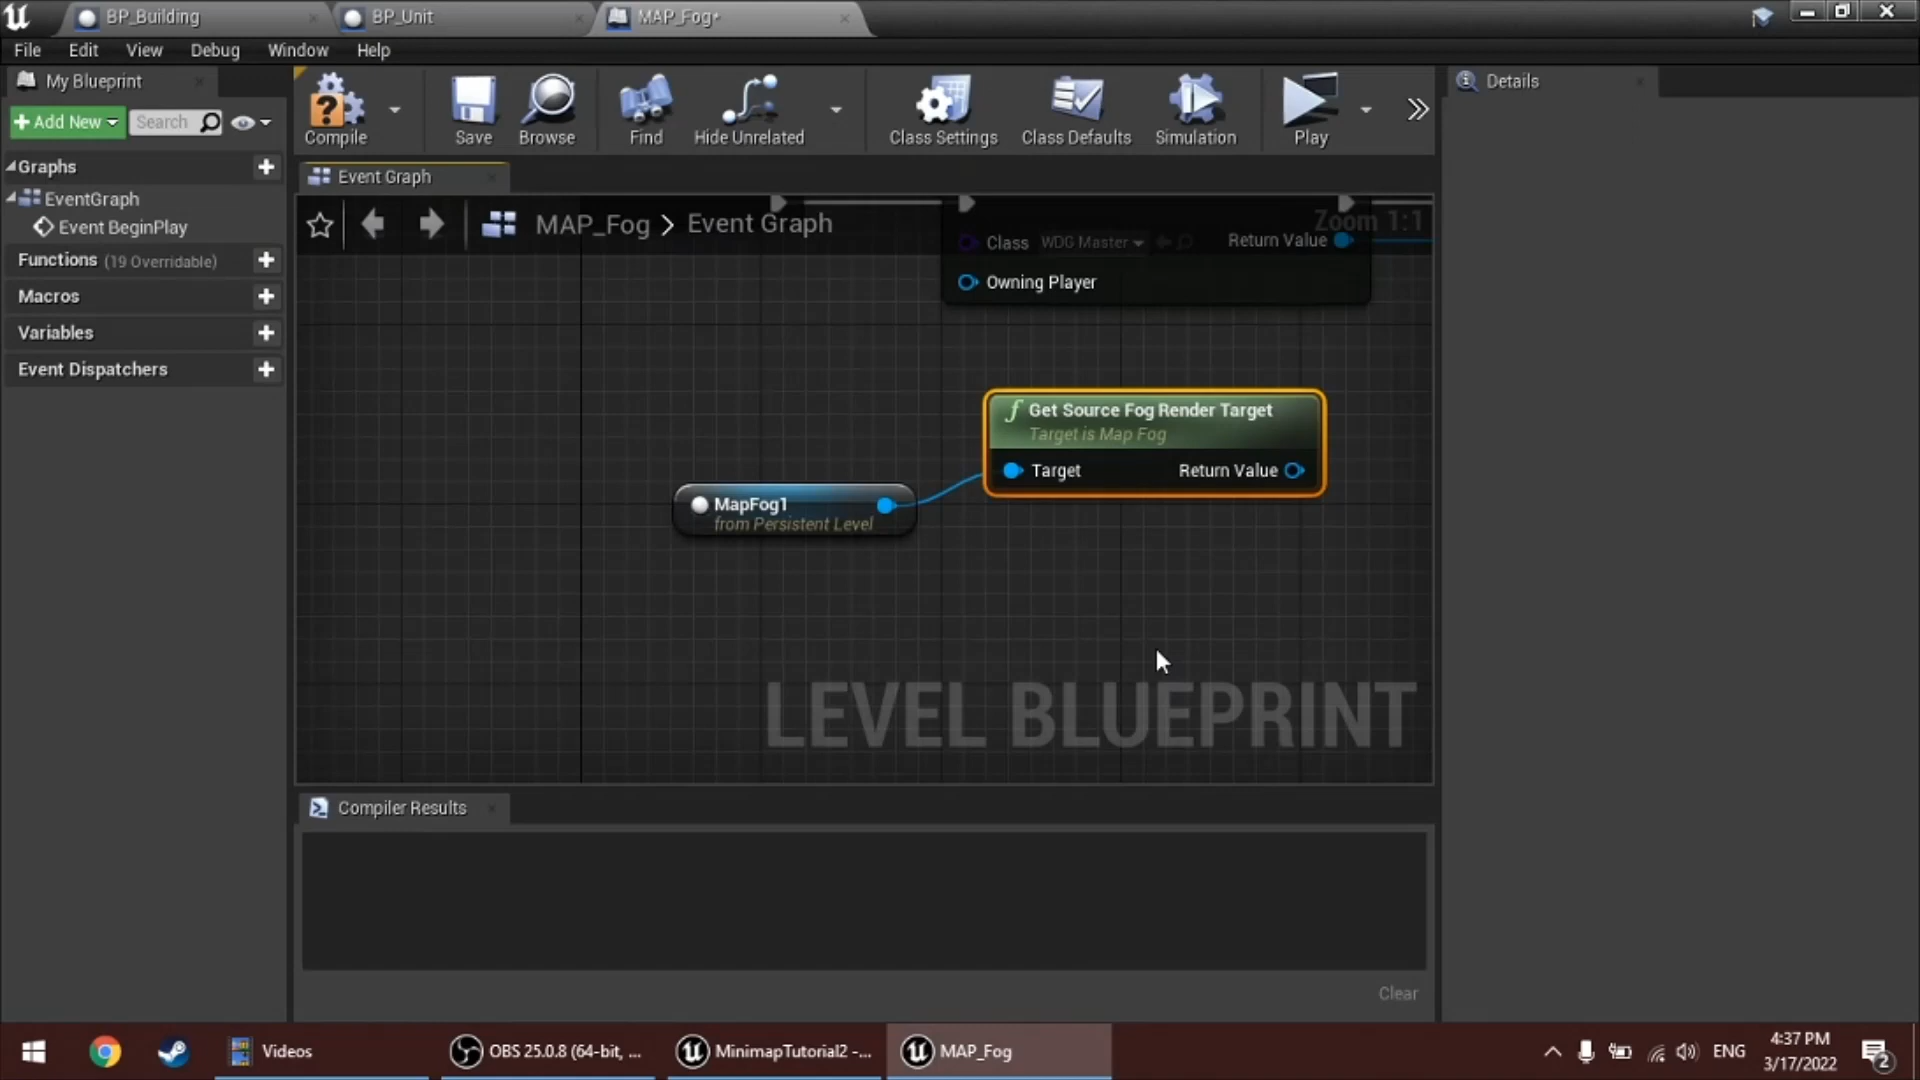 BP_Building
BP_Unit
MAP_Fog*
File
Edit
View
Debug
Window
Help
My Blueprint
Details
Add New
Search
Compile
Save
Browse
Find
Hide Unrelated
Class Settings
Class Defaults
Simulation
Play
Graphs
EventGraph
Event BeginPlay
Functions (19 Overridable)
Macros
Variables
Event Dispatchers
Event Graph
MAP_Fog > Event Graph
Zoom 1:1
Class WDG Master
Return Value
Owning Player
Get Source Fog Render Target
Target is Map Fog
Target
Return Value
MapFog1
from Persistent Level
LEVEL BLUEPRINT
Compiler Results
Clear
Videos
OBS 25.0.8 (64-bit, ...
MinimapTutorial2 -...
MAP_Fog
ENG
4:37 PM
3/17/2022
2